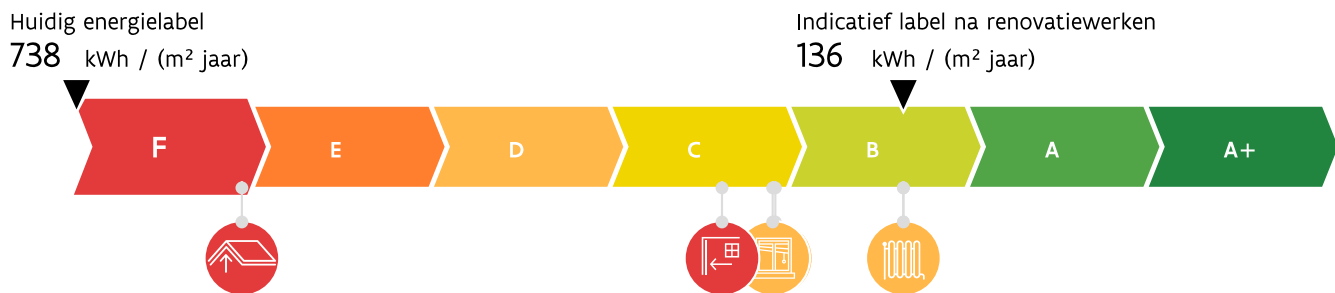 Huidig energielabel
738 kWh / (m² jaar)
Indicatief label na renovatiewerken
136 kWh / (m² jaar)
F E D C B A A+